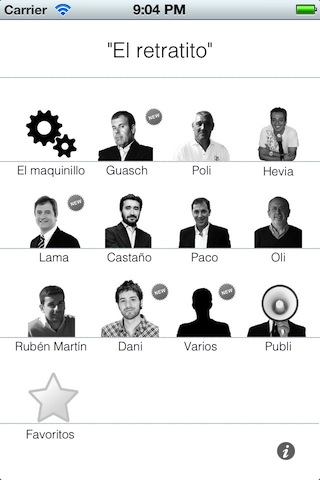 Carrier 9:04 PM
"El retratito"
NEW
El maquinillo Guasch Poli Hevia
NEW
Lama Castaño Paco Oli
NEW NEW
Rubén Martín Dani Varios Publi
Favoritos
i